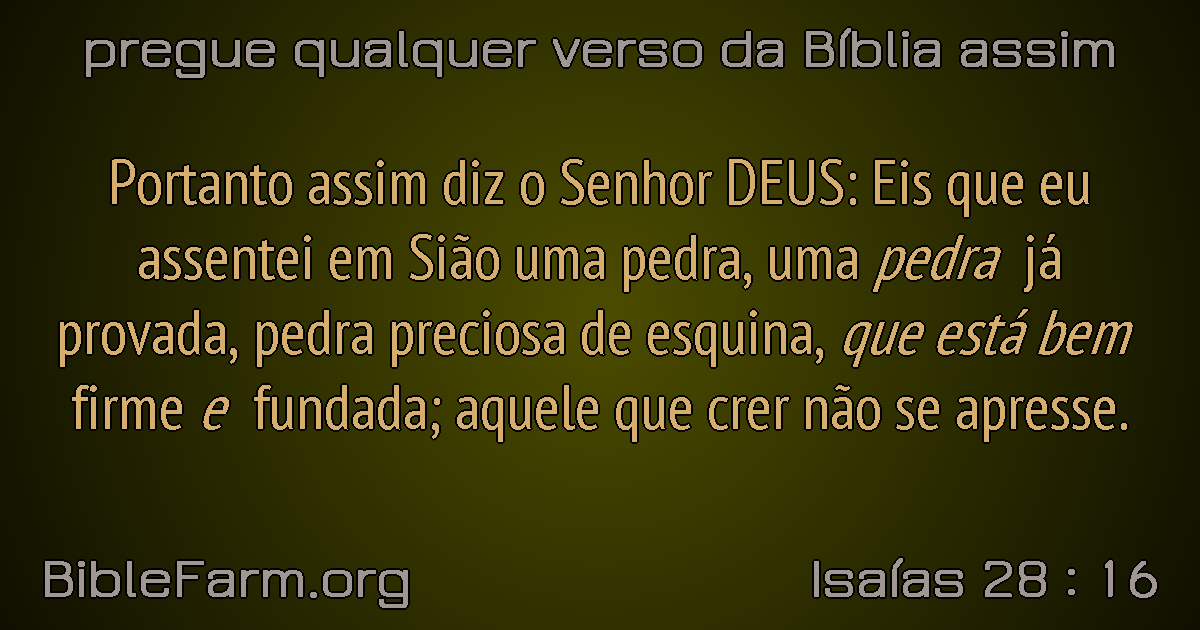 pregue qualquer verso da Bíblia assim
Portanto assim diz o Senhor DEUS: Eis que eu
assentei em Sião uma pedra, uma pedra já
provada, pedra preciosa de esquina, que está bem
firme e fundada; aquele que crer não se apresse.
BibleFarm.org
Isaías 28 : 16